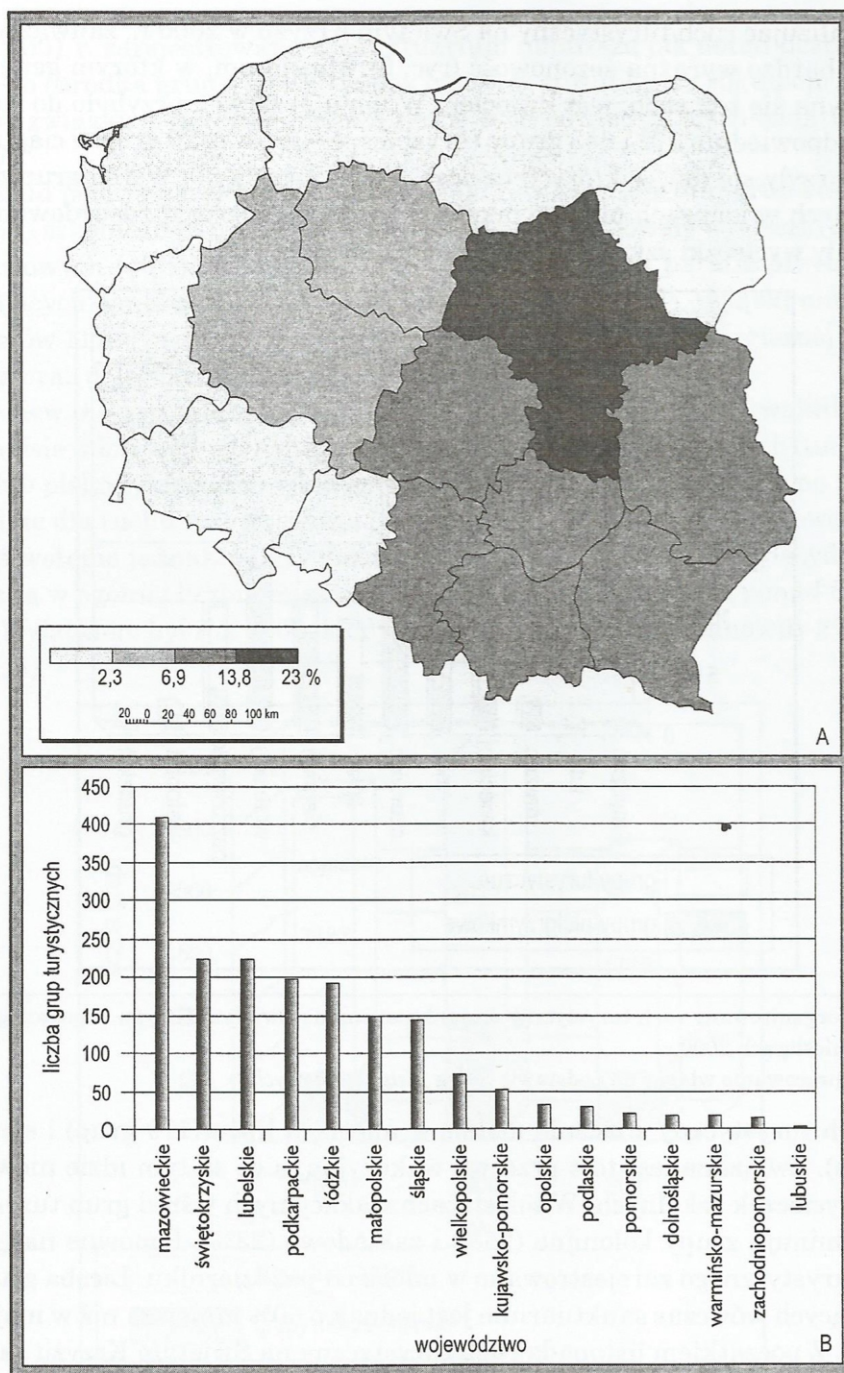 2,3 6,9 13,8 23 %
20 0 20 40 60 80 100 km
A
450
400
350
300
250
200
150
100
50
0
liczba grup turystycznych
mazowieckie
świętokrzyskie
lubelskie
podkarpackie
łódzkie
małopolskie
śląskie
wielkopolskie
kujawsko-pomorskie
opolskie
podlaskie
pomorskie
dolnośląskie
warmińsko-mazurskie
zachodniopomorskie
lubuskie
województwo
B